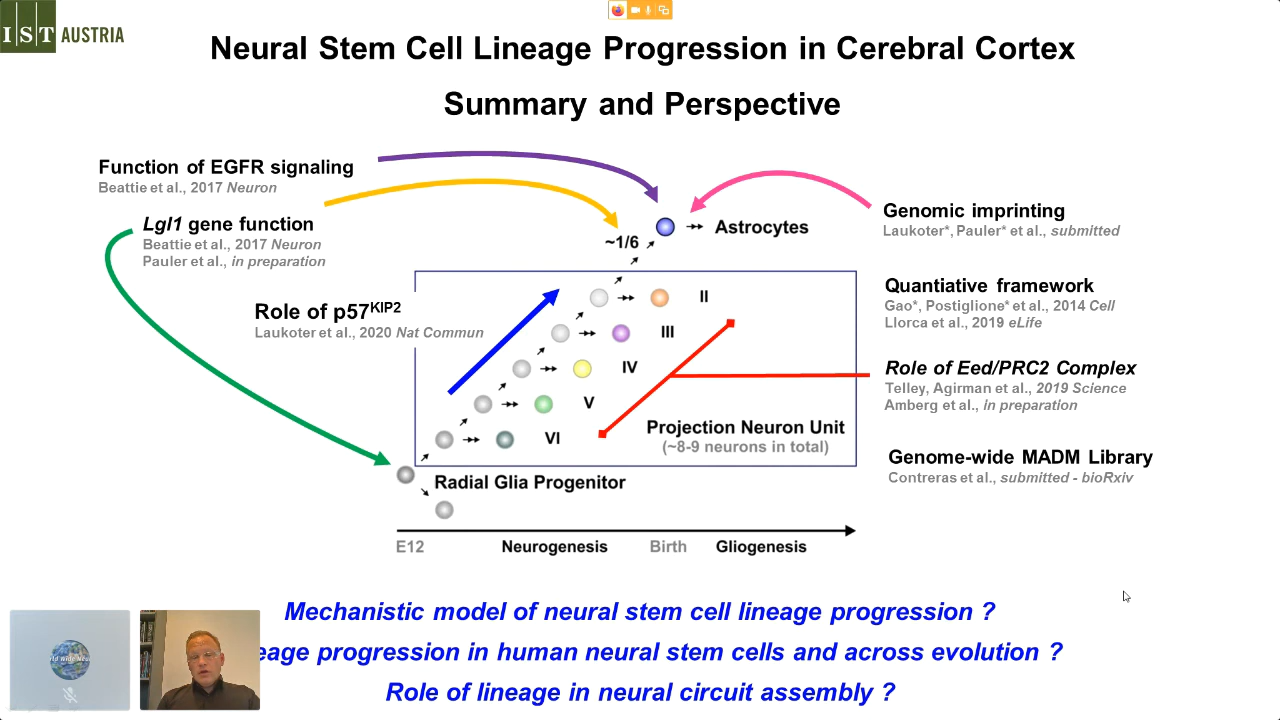 IST AUSTRIA
Neural Stem Cell Lineage Progression in Cerebral Cortex
Summary and Perspective
Function of EGFR signaling
Beattie et al., 2017 Neuron
Lgl1 gene function
Beattie et al., 2017 Neuron
Pauler et al., in preparation
Role of p57KIP2
Laukoter et al., 2020 Nat Commun
~1/6
Astrocytes
II
III
IV
V
VI
Projection Neuron Unit
(~8-9 neurons in total)
Radial Glia Progenitor
E12
Neurogenesis
Birth
Gliogenesis
Genomic imprinting
Laukoter*, Pauler* et al., submitted
Quantiative framework
Gao*, Postiglione* et al., 2014 Cell
Llorca et al., 2019 eLife
Role of Eed/PRC2 Complex
Telley, Agirman et al., 2019 Science
Amberg et al., in preparation
Genome-wide MADM Library
Contreras et al., submitted - bioRxiv
Mechanistic model of neural stem cell lineage progression ?
eage progression in human neural stem cells and across evolution ?
Role of lineage in neural circuit assembly ?